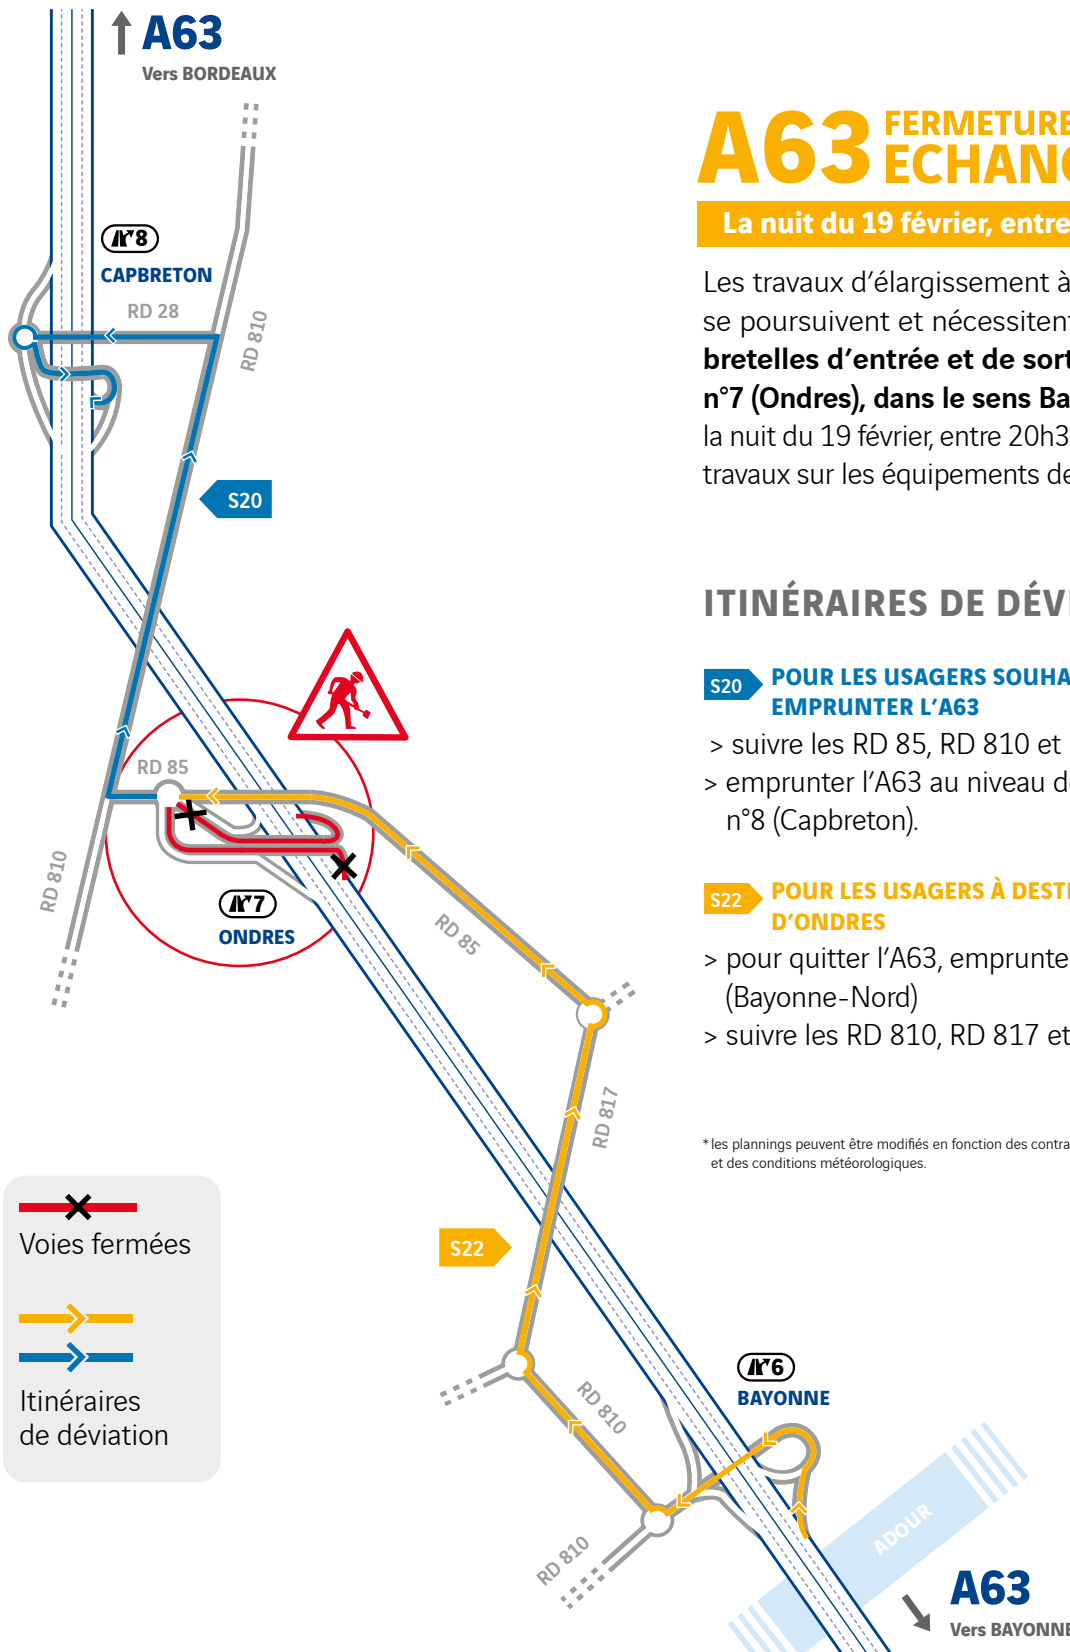 A63
Vers BORDEAUX
8
CAPBRETON
RD 28
RD 810
S20
RD 85
RD 810
7
ONDRES
RD 85
RD 817
S22
RD 810
6
BAYONNE
RD 810
ADOUR
A63
Vers BAYONNE
Voies fermées
Itinéraires
de déviation
A63 FERMETURE
ECHANG
La nuit du 19 février, entre
Les travaux d’élargissement à
se poursuivent et nécessitent
bretelles d’entrée et de sort
n°7 (Ondres), dans le sens Ba
la nuit du 19 février, entre 20h3
travaux sur les équipements de
ITINÉRAIRES DE DÉVI
S20 POUR LES USAGERS SOUHA
EMPRUNTER L’A63
> suivre les RD 85, RD 810 et
> emprunter l’A63 au niveau de
n°8 (Capbreton).
S22 POUR LES USAGERS À DESTI
D’ONDRES
> pour quitter l’A63, emprunte
(Bayonne-Nord)
> suivre les RD 810, RD 817 et
* les plannings peuvent être modifiés en fonction des contra
et des conditions météorologiques.